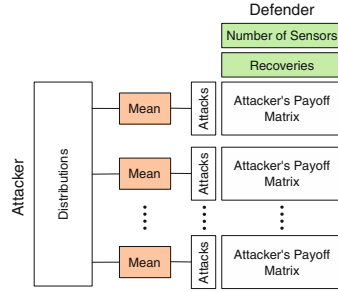 Defender
Number of Sensors
Recoveries
Attacker
Distributions
Mean
Attacks
Attacker's Payoff
Matrix
Mean
Attacks
Attacker's Payoff
Matrix
Mean
Attacks
Attacker's Payoff
Matrix